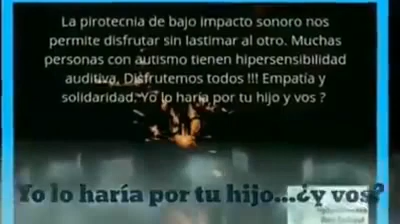 La pirotecnia de bajo impacto sonoro nos
permite disfrutar sin lastimar al otro. Muchas
personas con autismo tienen hipersensibilidad
auditiva. Disfrutemos todos !!! Empatía y
solidaridad. Yo lo haría por tu hijo y vos ?
Yo lo haría por tu hijo...¿y vos?